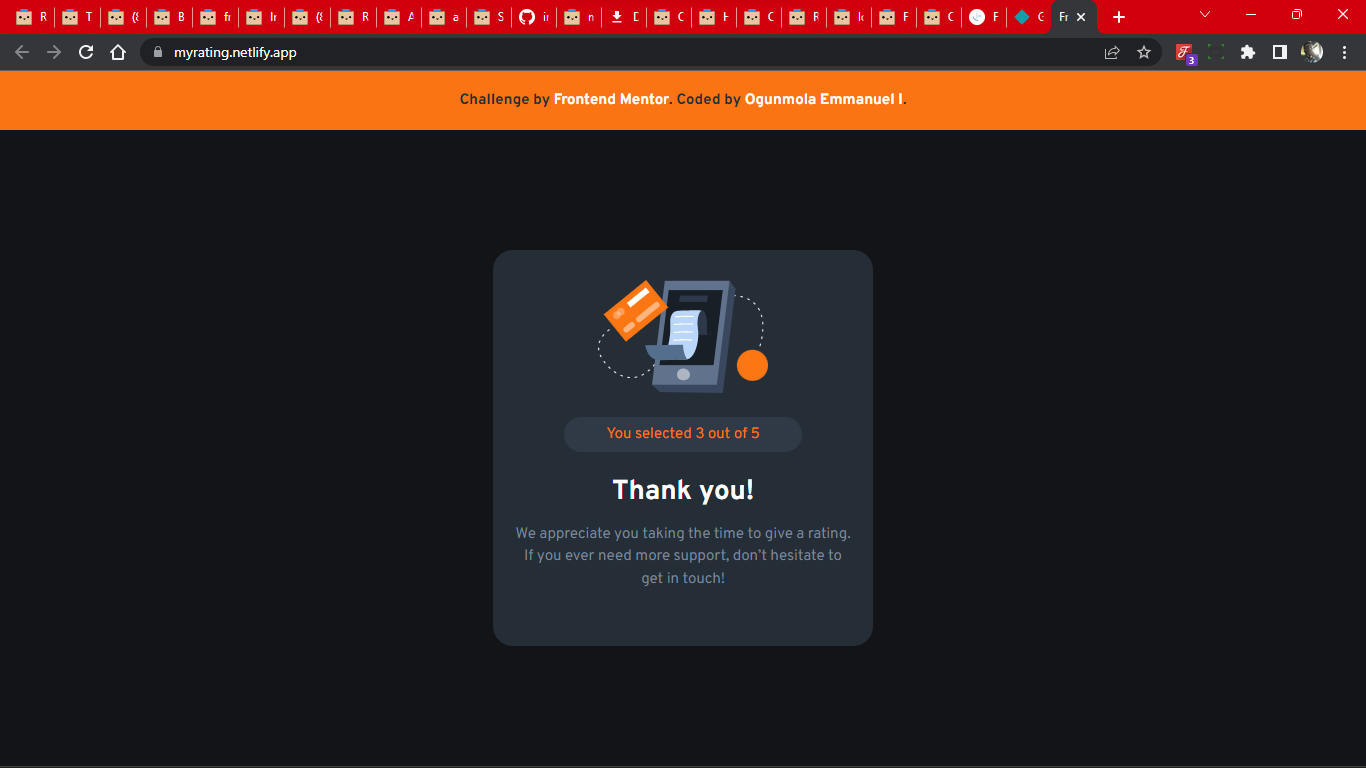 R T (8 B fr Ir (8 R A a S ir n D C H C R Ic F C F C Fr
myrating.netlify.app
3
Challenge by Frontend Mentor. Coded by Ogunmola Emmanuel I.
You selected 3 out of 5
Thank you!
We appreciate you taking the time to give a rating.
If you ever need more support, don't hesitate to
get in touch!